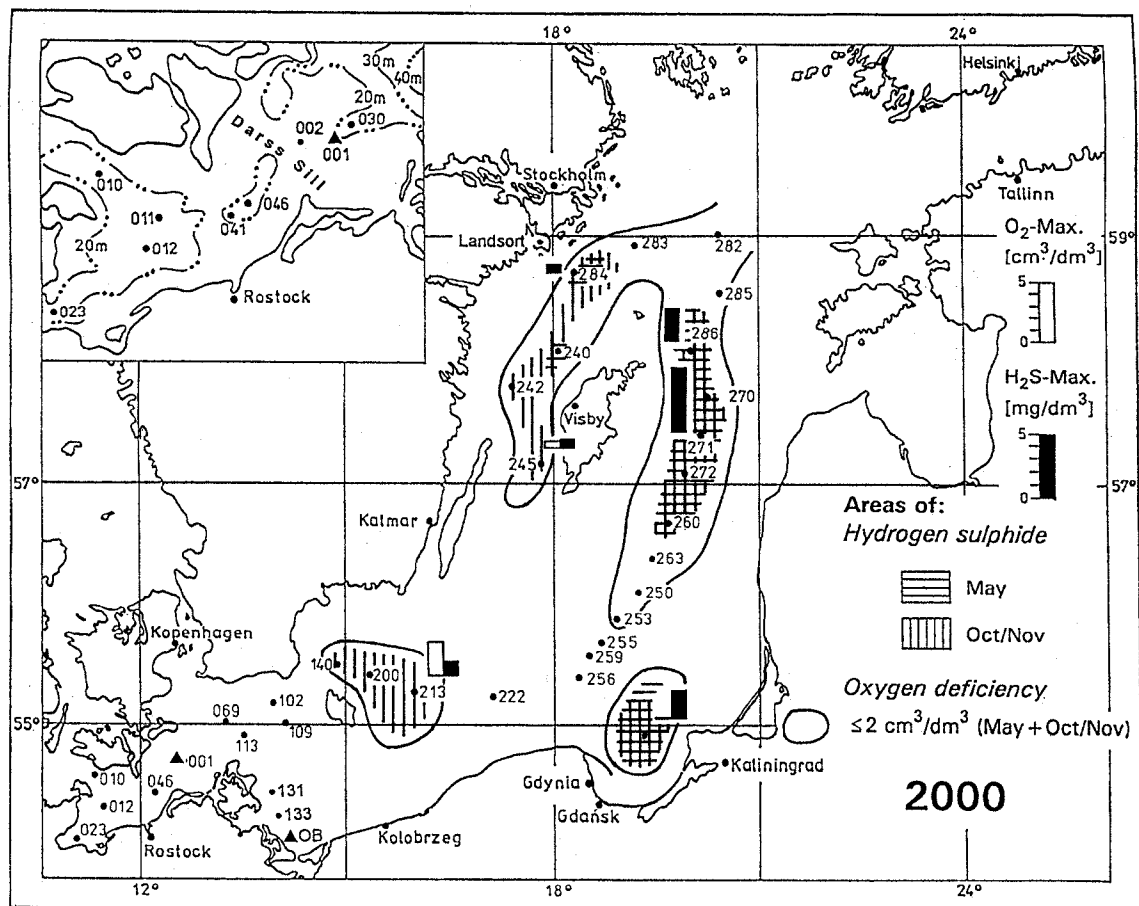 18°
24°
30m
40m
20m
002
030
001
Darss Sill
010
011
012
046
041
20m
023
Rostock
Helsinki
Stockholm
Tallinn
Landsort
283
282
59°
284
285
240
286
242
270
Visby
245
271
272
57°
57°
Kalmar
260
263
250
253
255
259
256
Kopenhagen
140
200
213
222
102
069
109
55°
113
001
010
046
012
131
023
133
OB
Rostock
Kolobrzeg
Gdynia
Gdańsk
Kaliningrad
O₂-Max.
[cm³/dm³]
5
0
H₂S-Max.
[mg/dm³]
5
0
Areas of:
Hydrogen sulphide
May
Oct/Nov
Oxygen deficiency
≤2 cm³/dm³ (May + Oct/Nov)
2000
12°
18°
24°